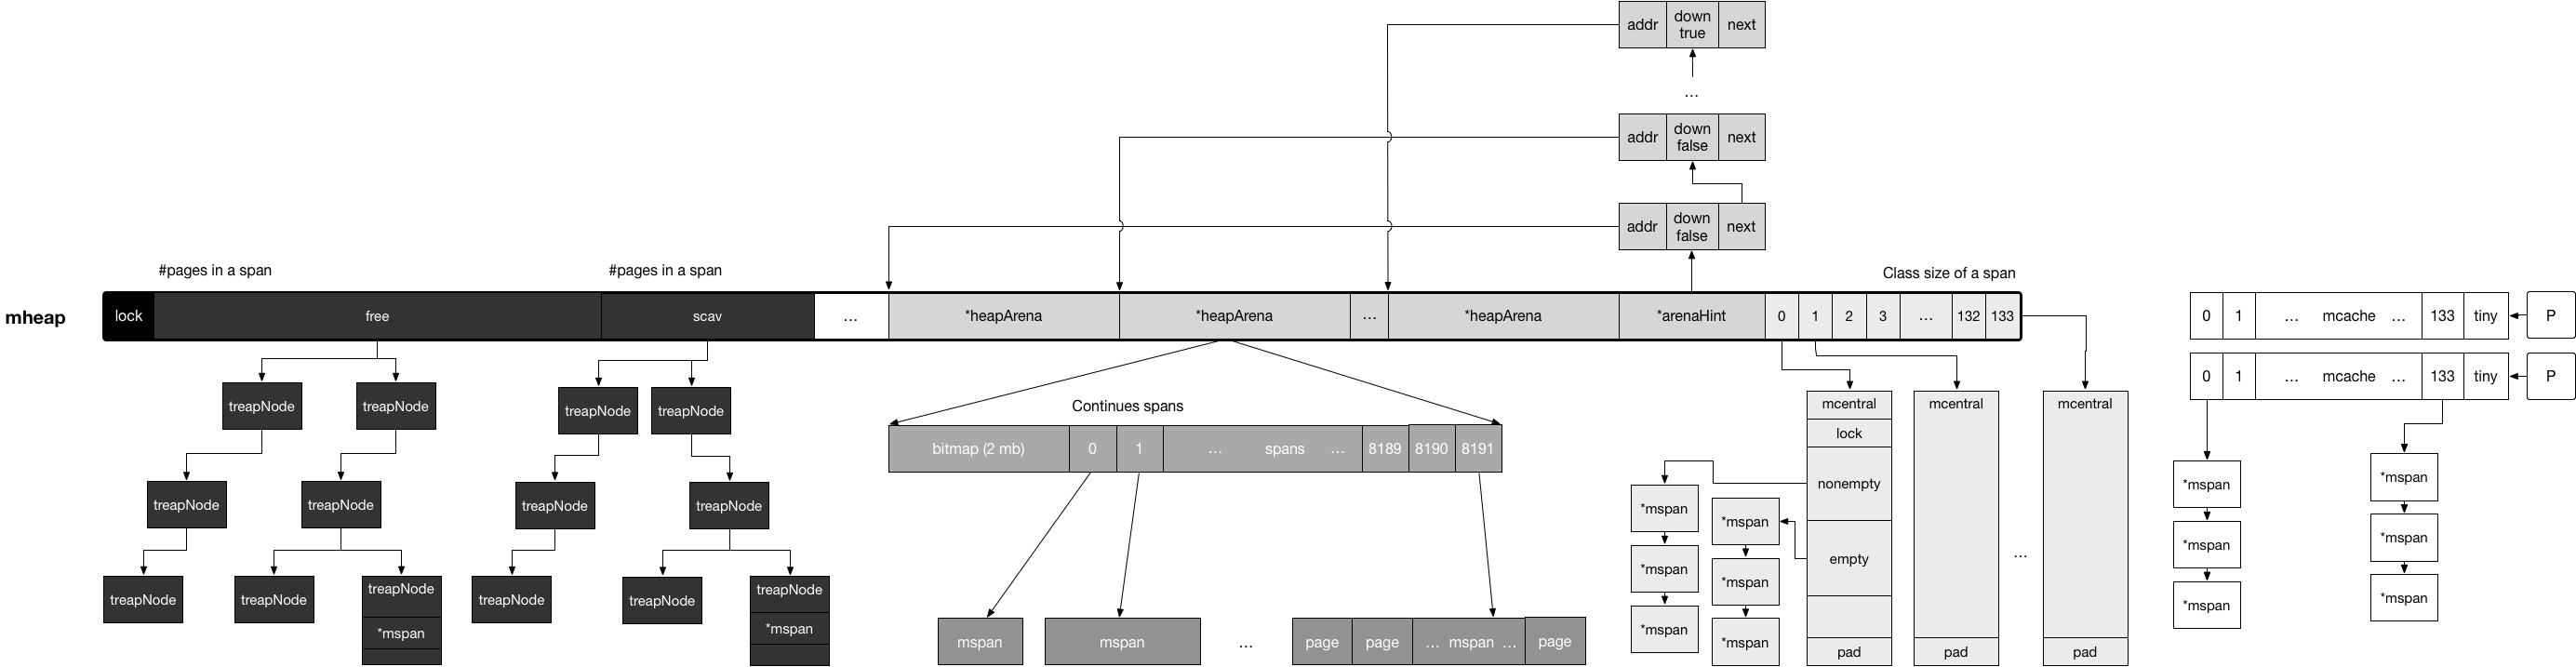 addr
down
true
next
...
addr
down
false
next
addr
down
false
next
#pages in a span
#pages in a span
Class size of a span
mheap
lock
free
scav
...
*heapArena
*heapArena
...
*heapArena
*arenaHint
0
1
2
3
...
132
133
0
1
... mcache ...
133
tiny
P
0
1
... mcache ...
133
tiny
P
treapNode
treapNode
treapNode
treapNode
treapNode
treapNode
treapNode
*mspan
treapNode
treapNode
treapNode
treapNode
treapNode
treapNode
treapNode
*mspan
Continues spans
bitmap (2 mb)
0
1
... spans ...
8189
8190
8191
mspan
mspan
...
page
page
... mspan ...
page
mcentral
lock
nonempty
empty
pad
*mspan
*mspan
*mspan
*mspan
*mspan
*mspan
mcentral
pad
...
mcentral
pad
*mspan
*mspan
*mspan
*mspan
*mspan
*mspan